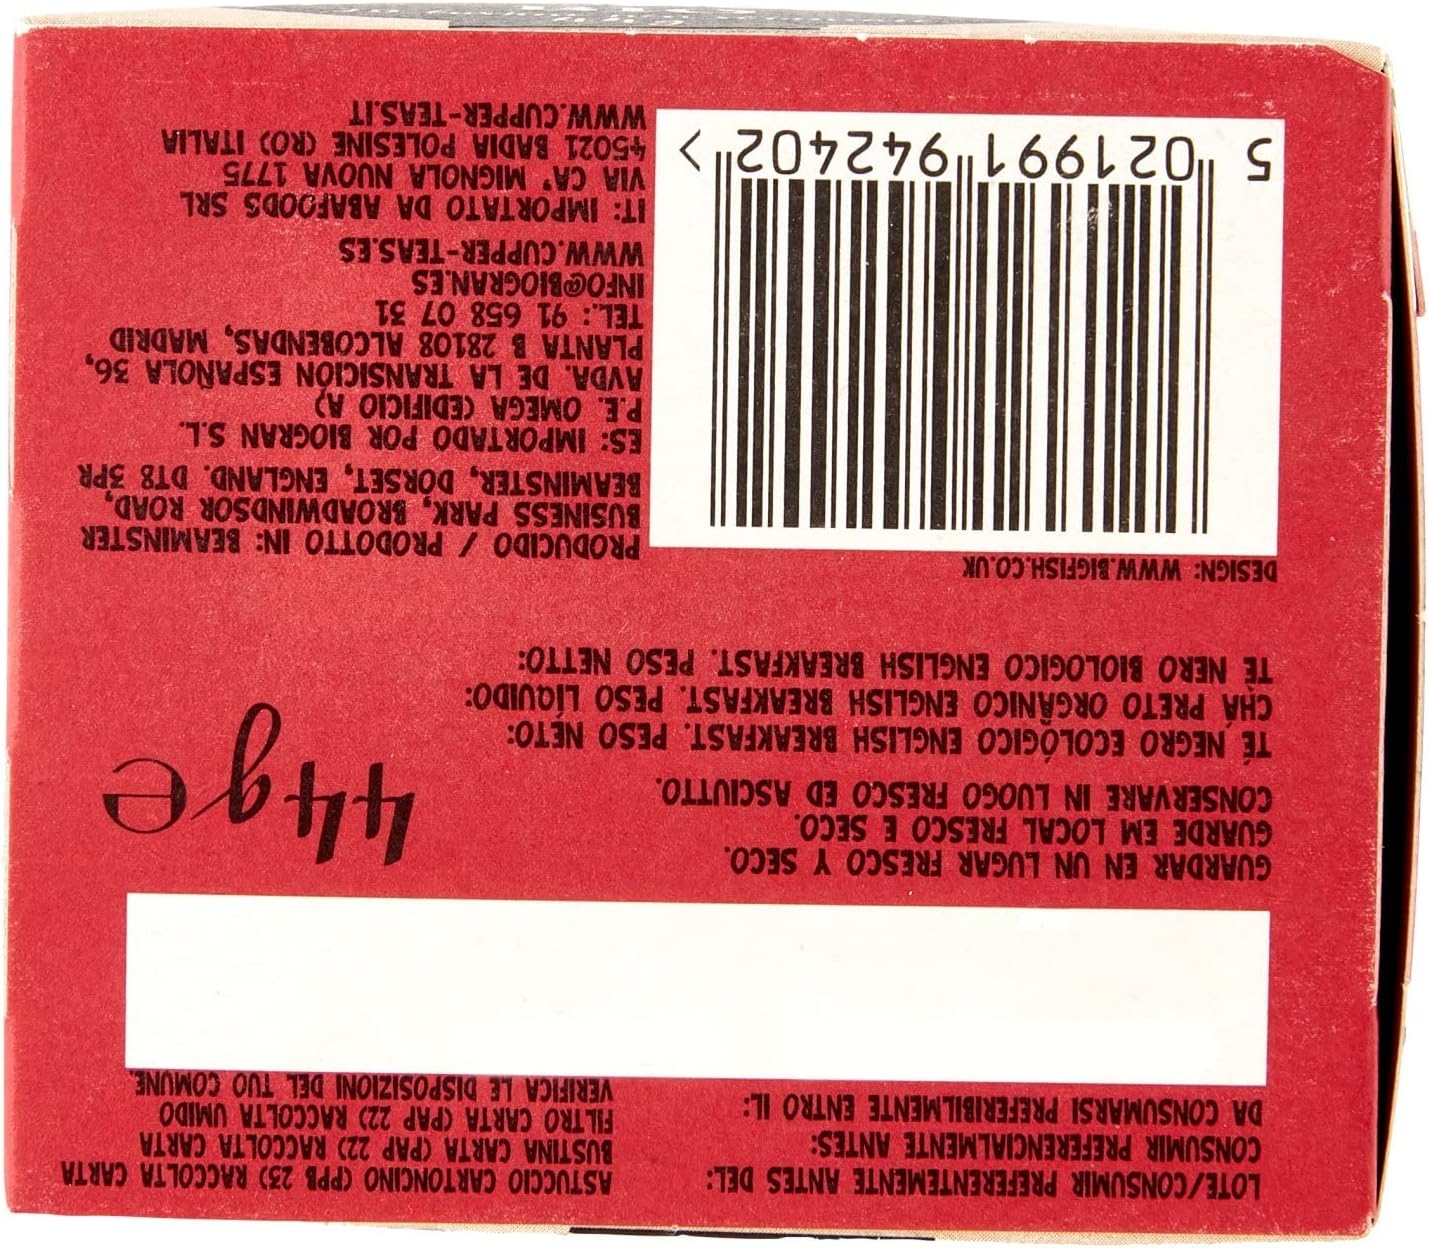 LOTE/CONSUMIR PREFERENTEMENTE ANTES DEL:
CONSUMIR PREFERENCIALMENTE ANTES:
DA CONSUMARSI PREFERIBILMENTE ENTRO IL:
ASTUCCIO CARTONCINO (PPB 23) RACCOLTA CARTA
BUSTINA CARTA (PAP 22) RACCOLTA CARTA
FILTRO CARTA (PAP 22) RACCOLTA UMIDO
VERIFICA LE DISPOSIZIONI DEL TUO COMUNE.
GUARDAR EN UN LUGAR FRESCO Y SECO.
GUARDE EM LOCAL FRESCO E SECO.
CONSERVARE IN LUOGO FRESCO ED ASCIUTTO.
TÉ NEGRO ECOLÓGICO ENGLISH BREAKFAST. PESO NETO:
CHÁ PRETO ORGÂNICO ENGLISH BREAKFAST. PESO LÍQUIDO:
TÈ NERO BIOLOGICO ENGLISH BREAKFAST. PESO NETTO:
44g e
DESIGN: WWW.BIGFISH.CO.UK
5 021991 942402 >
PRODUCIDO / PRODOTTO IN: BEAMINSTER
BUSINESS PARK, BROADWINDSOR ROAD,
BEAMINSTER, DORSET, ENGLAND. DT8 3PR
ES: IMPORTADO POR BIOGRAN S.L.
P.E. OMEGA (EDIFICIO A)
AVDA. DE LA TRANSICIÓN ESPAÑOLA 36,
PLANTA B 28108 ALCOBENDAS, MADRID
TEL.: 91 658 07 31
INFO@BIOGRAN.ES
WWW.CUPPER-TEAS.ES
IT: IMPORTATO DA ABAFOODS SRL
VIA CA' MIGNOLA NUOVA 1775
45021 BADIA POLESINE (RO) ITALIA
WWW.CUPPER-TEAS.IT